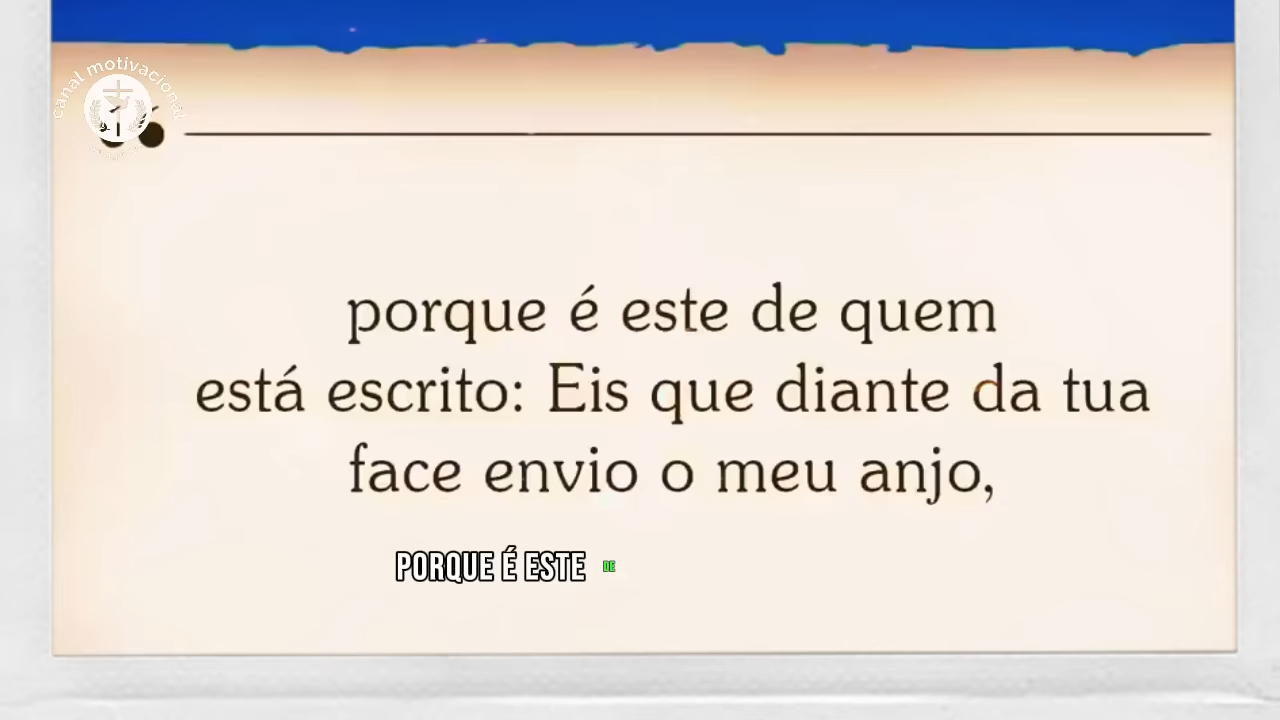 canal motivacional
porque é este de quem
está escrito: Eis que diante da tua
face envio o meu anjo,
PORQUE É ESTE DE